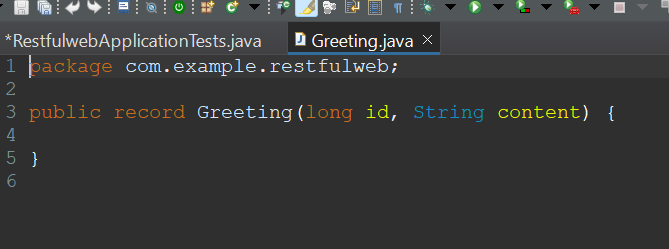 *RestfulwebApplicationTests.java
Greeting.java
1 package com.example.restfulweb;
2
3 public record Greeting(long id, String content) {
4
5 }
6